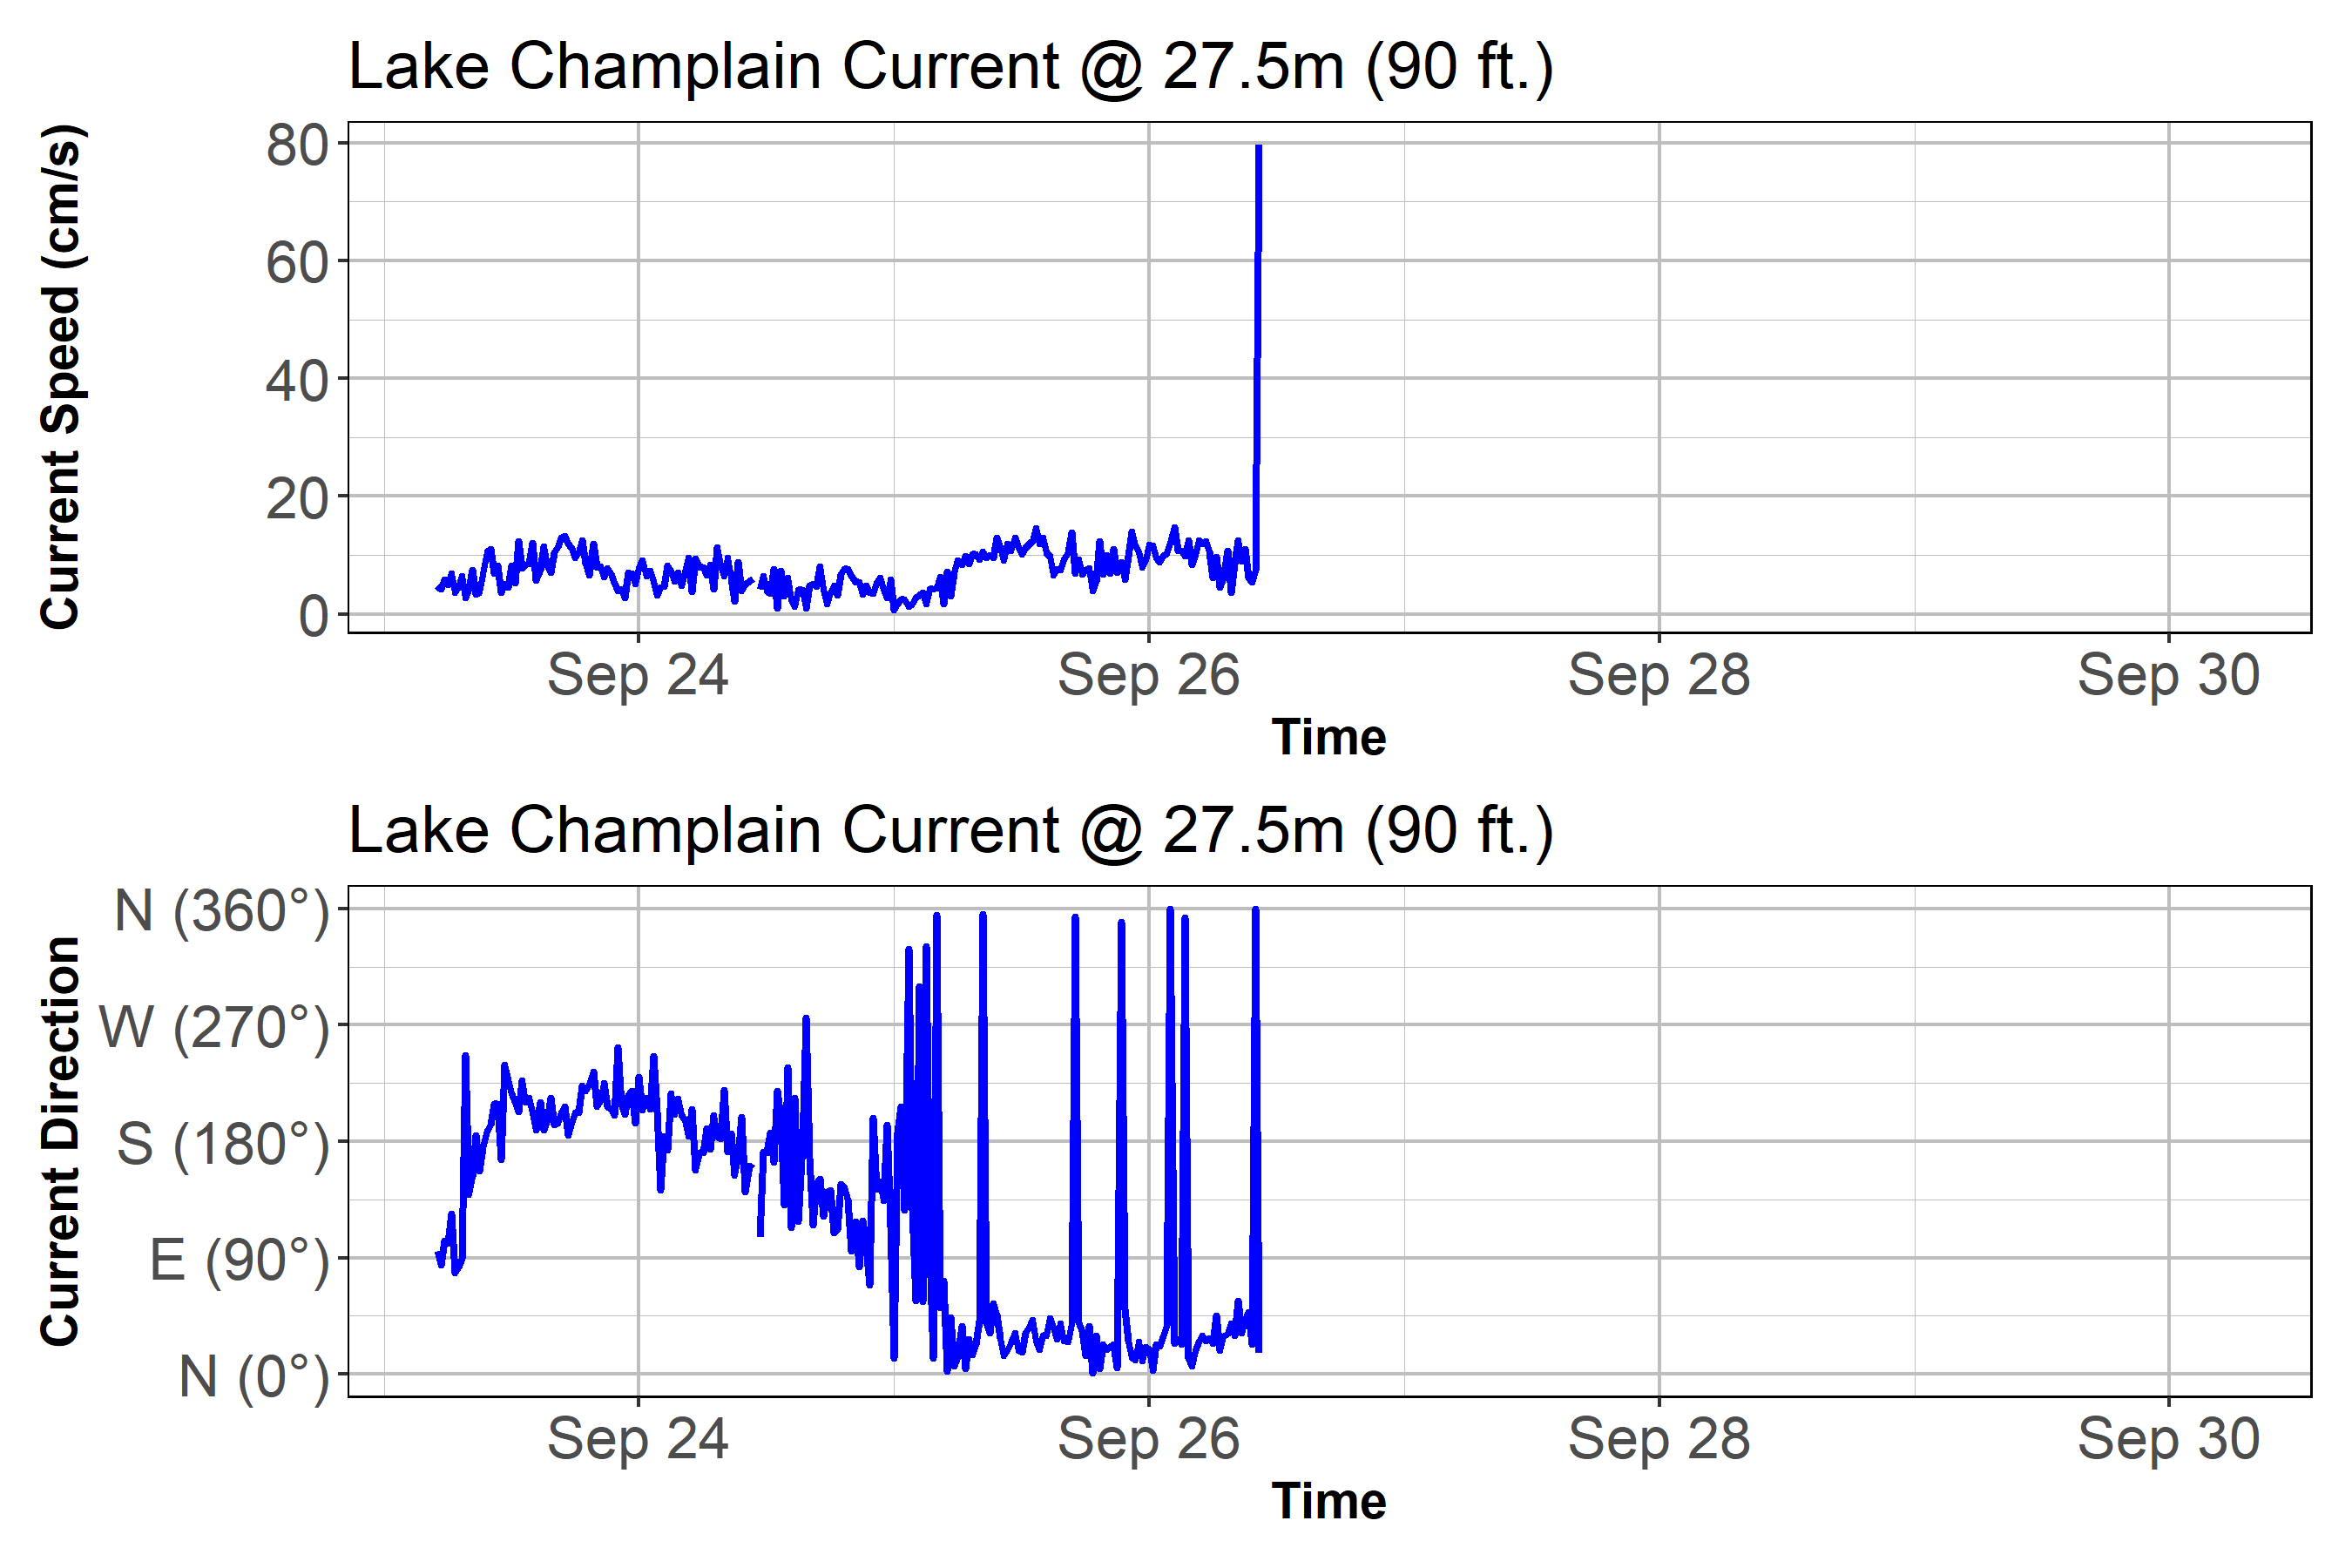 Lake Champlain Current @ 27.5m (90 ft.)
Current Speed (cm/s)
80
60
40
20
0
Sep 24 Sep 26 Sep 28 Sep 30
Time
Lake Champlain Current @ 27.5m (90 ft.)
Current Direction
N (360°)
W (270°)
S (180°)
E (90°)
N (0°)
Sep 24 Sep 26 Sep 28 Sep 30
Time